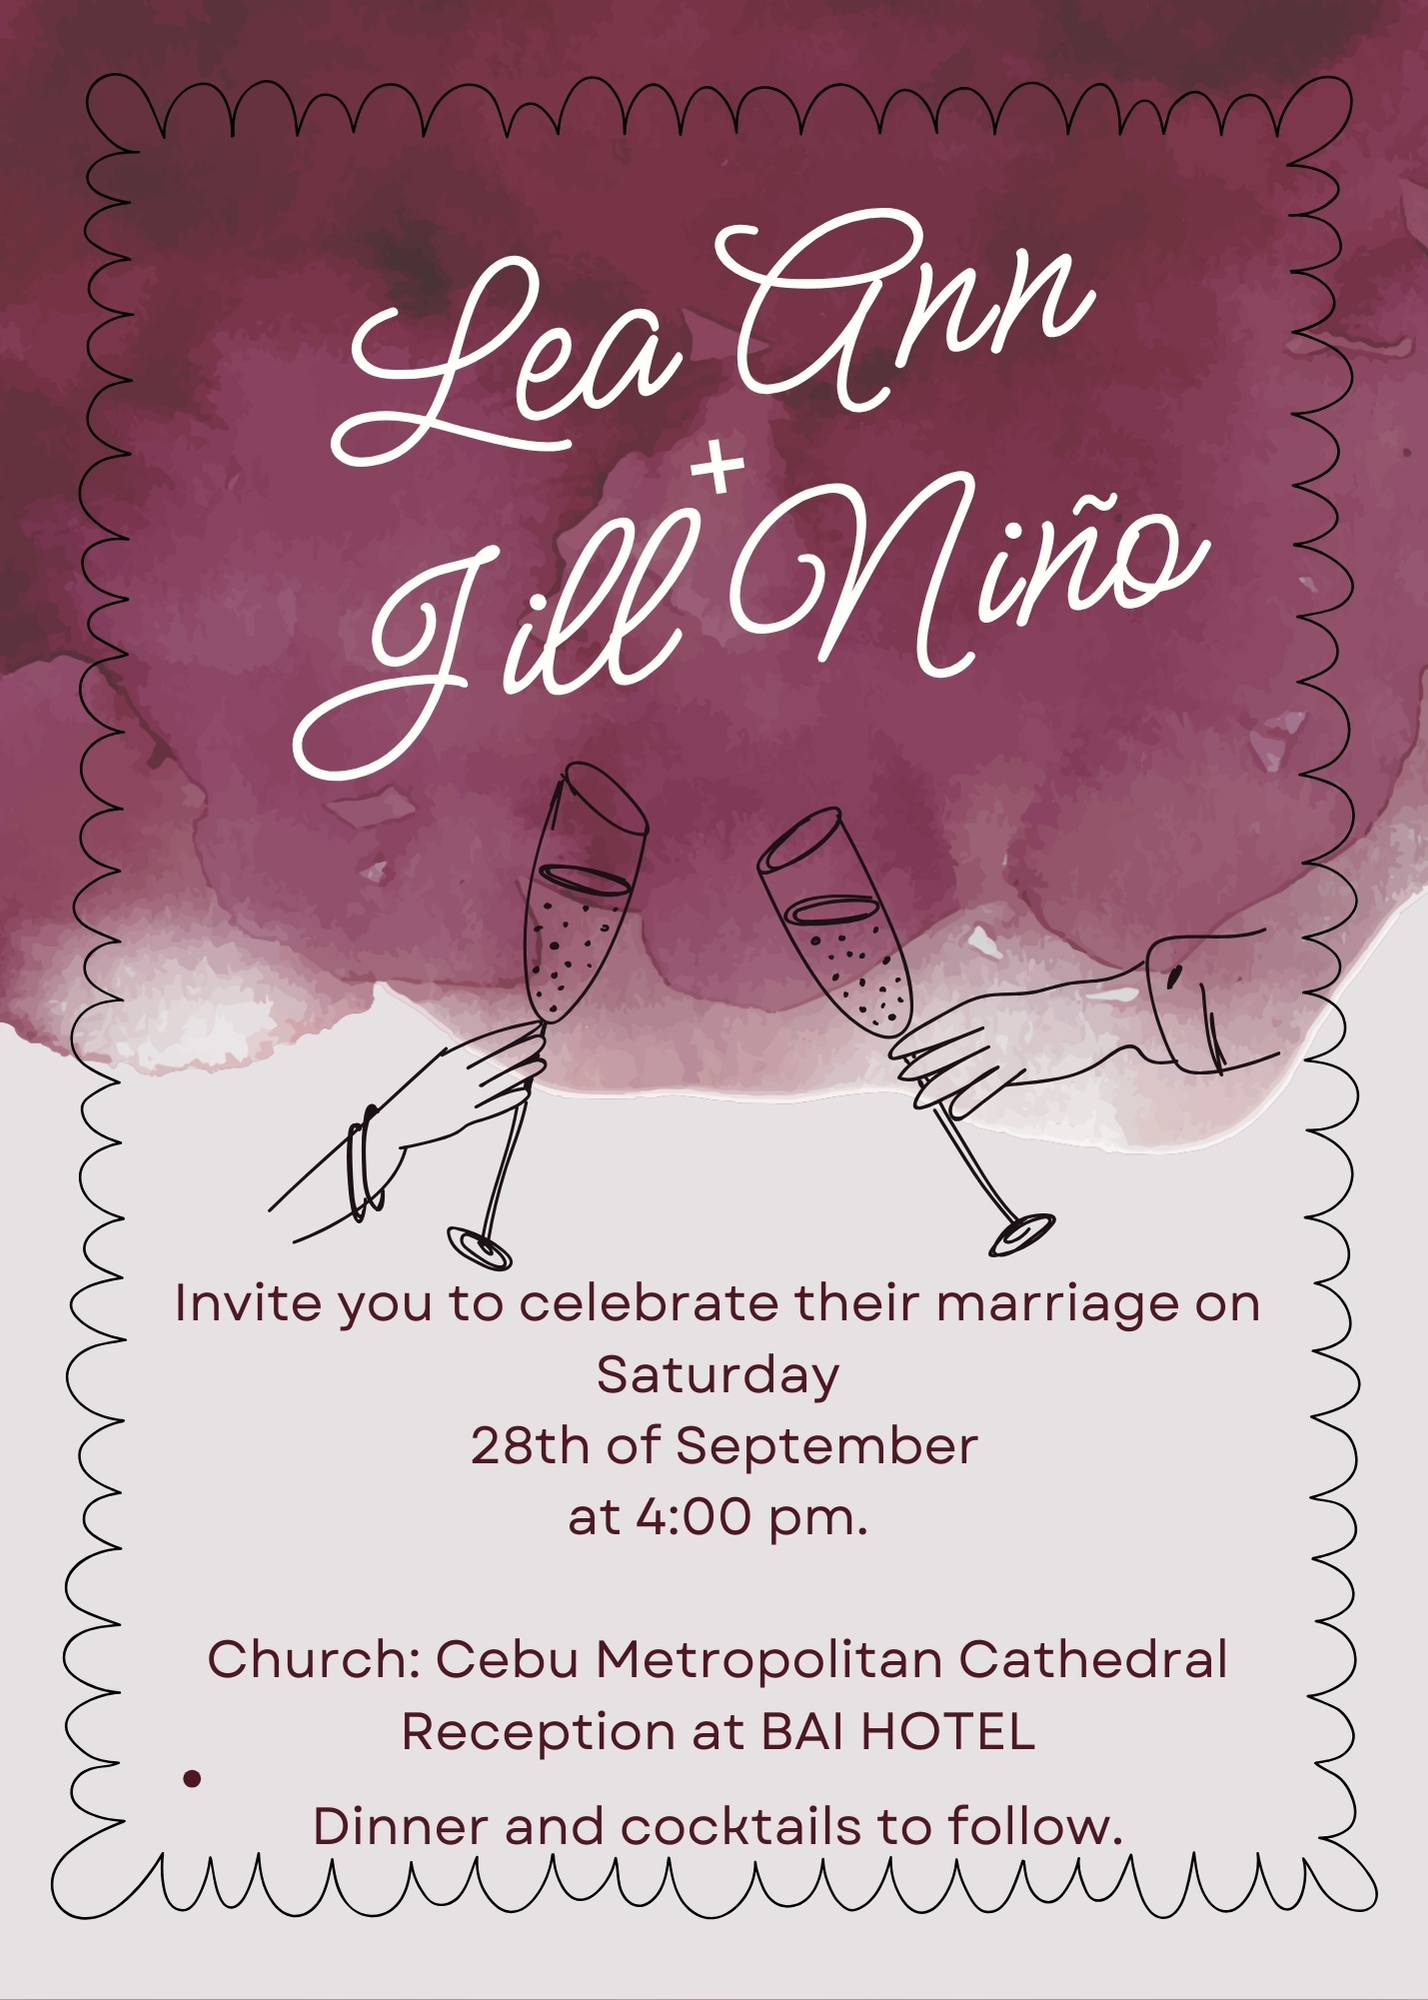 Lea Ann
+
Jill Niño
Invite you to celebrate their marriage on
Saturday
28th of September
at 4:00 pm.
Church: Cebu Metropolitan Cathedral
Reception at BAI HOTEL
•
Dinner and cocktails to follow.